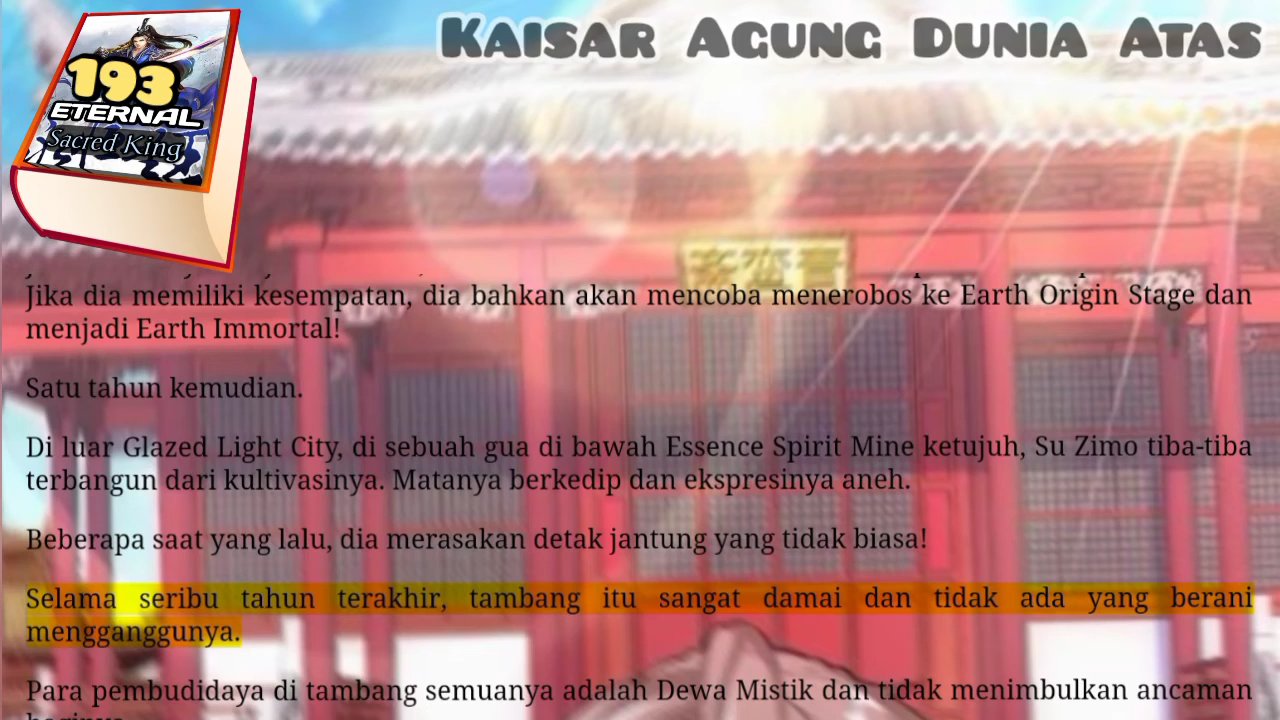 Kaisar Agung Dunia Atas
193
ETERNAL
Sacred King
Jika dia memiliki kesempatan, dia bahkan akan mencoba menerobos ke Earth Origin Stage dan
menjadi Earth Immortal!
Satu tahun kemudian.
Di luar Glazed Light City, di sebuah gua di bawah Essence Spirit Mine ketujuh, Su Zimo tiba-tiba
terbangun dari kultivasinya. Matanya berkedip dan ekspresinya aneh.
Beberapa saat yang lalu, dia merasakan detak jantung yang tidak biasa!
Selama seribu tahun terakhir, tambang itu sangat damai dan tidak ada yang berani
mengganggunya.
Para pembudidaya di tambang semuanya adalah Dewa Mistik dan tidak menimbulkan ancaman